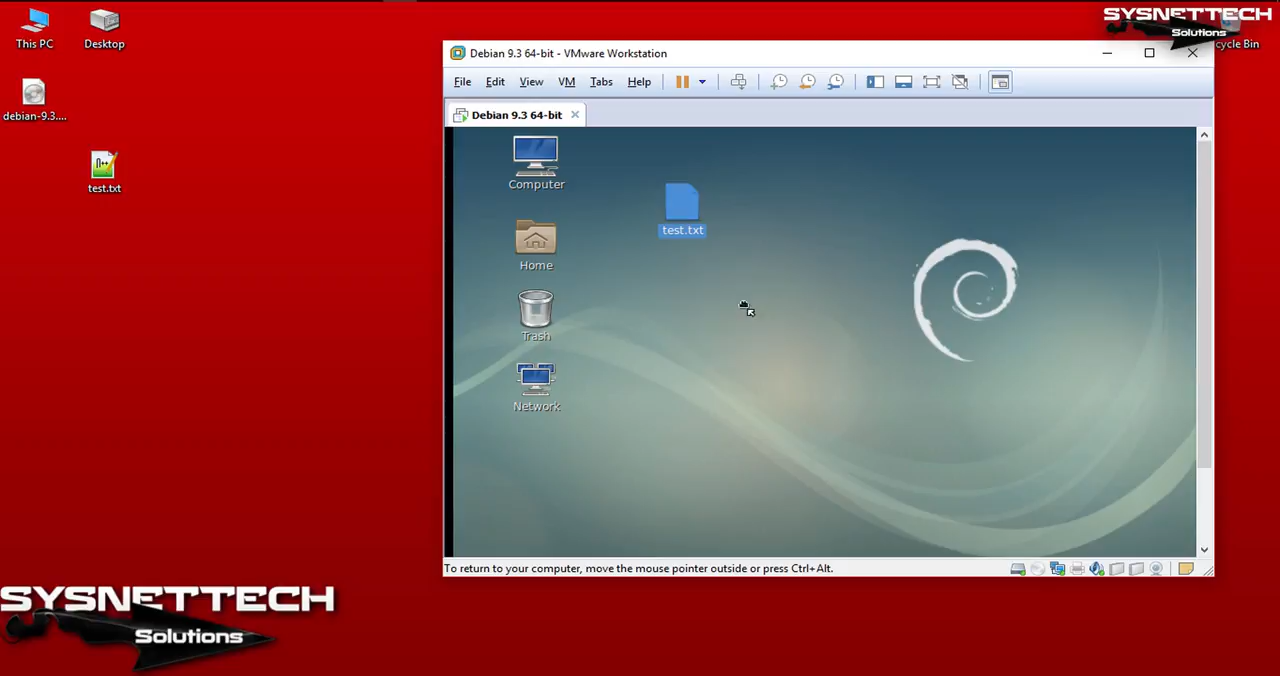 This PC
Desktop
debian-9.3....
test.txt
SYSNETTECH
Solutions
cycle Bin
Debian 9.3 64-bit - VMware Workstation
File Edit View VM Tabs Help
Debian 9.3 64-bit
Computer
test.txt
Home
Trash
Network
To return to your computer, move the mouse pointer outside or press Ctrl+Alt.
SYSNETTECH
Solutions